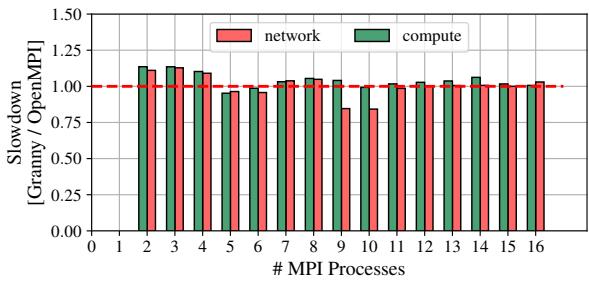 1.50
1.25
1.00
0.75
0.50
0.25
0.00
Slowdown
[Granny / OpenMPI]
network compute
0 1 2 3 4 5 6 7 8 9 10 11 12 13 14 15 16
# MPI Processes